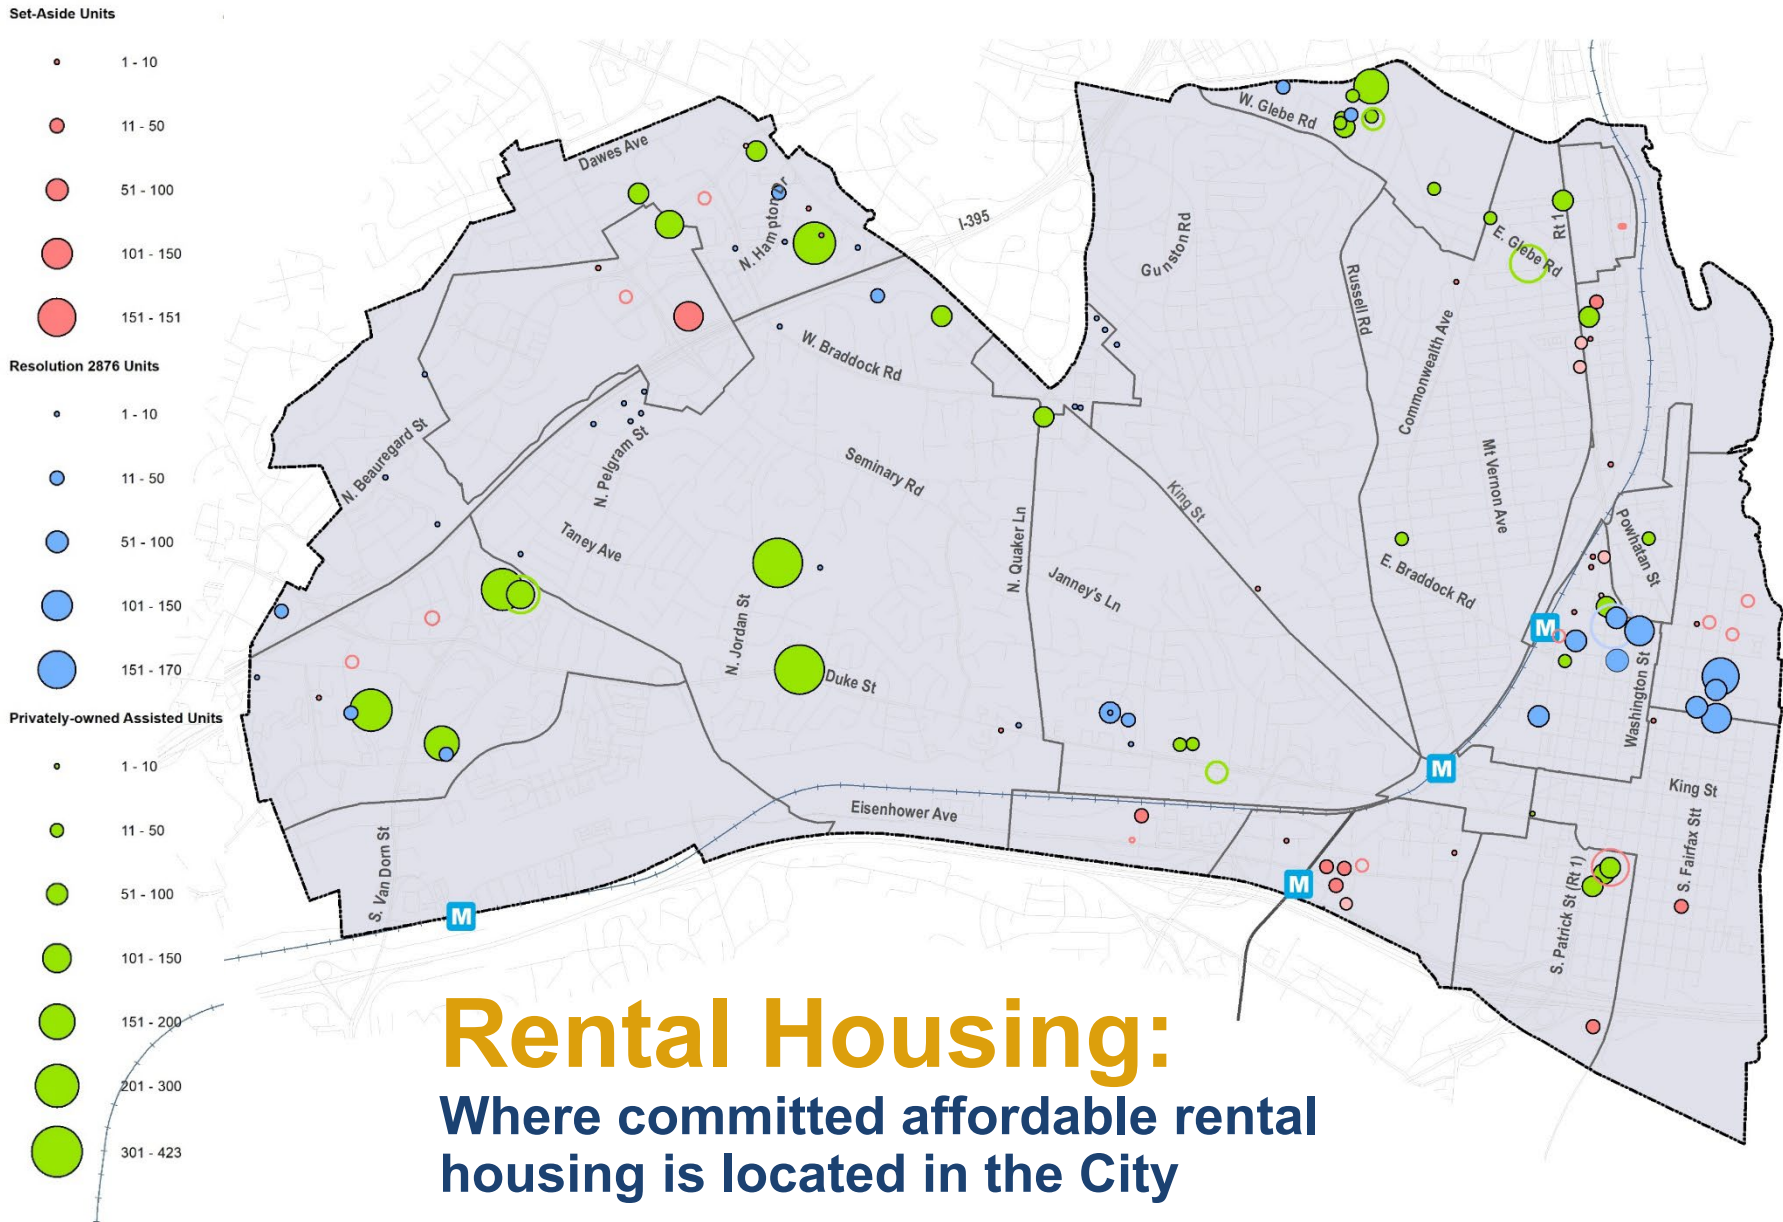 Set-Aside Units
1 - 10
11 - 50
51 - 100
101 - 150
151 - 151
Resolution 2876 Units
1 - 10
11 - 50
51 - 100
101 - 150
151 - 170
Privately-owned Assisted Units
1 - 10
11 - 50
51 - 100
101 - 150
151 - 200
201 - 300
301 - 423
Dawes Ave
N. Hampton Dr
I-395
W. Glebe Rd
Gunston Rd
Rt 1
E. Glebe Rd
Russell Rd
Commonwealth Ave
W. Braddock Rd
N. Beauregard St
N. Pelgram St
Seminary Rd
King St
Mt Vernon Ave
Taney Ave
N. Quaker Ln
Janney's Ln
E. Braddock Rd
Powhatan St
N. Jordan St
Duke St
M
Washington St
M
King St
Eisenhower Ave
S. Van Dorn St
M
M
S. Patrick St (Rt 1)
S. Fairfax Stt
Rental Housing:
Where committed affordable rental
housing is located in the City